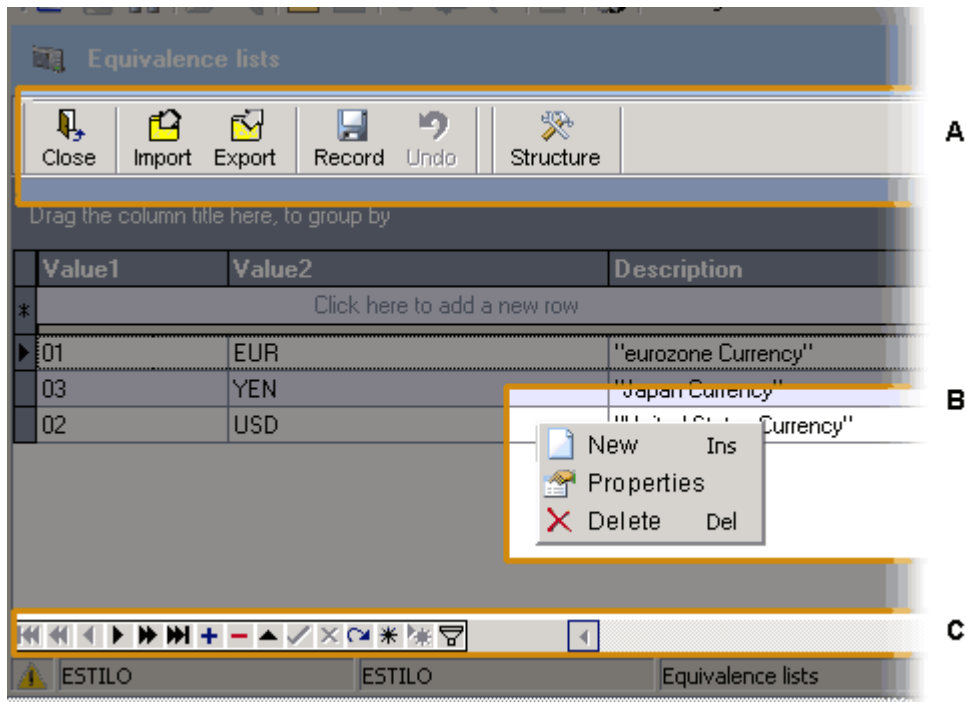 Equivalence lists
A
Close Import Export Record Undo Structure
Drag the column title here, to group by
Value1 Value2 Description
Click here to add a new row
01 EUR "eurozone Currency"
03 YEN "Japan Currency"
B
02 USD "United States Currency"
New Ins
Properties
Delete Del
C
ESTILO ESTILO Equivalence lists